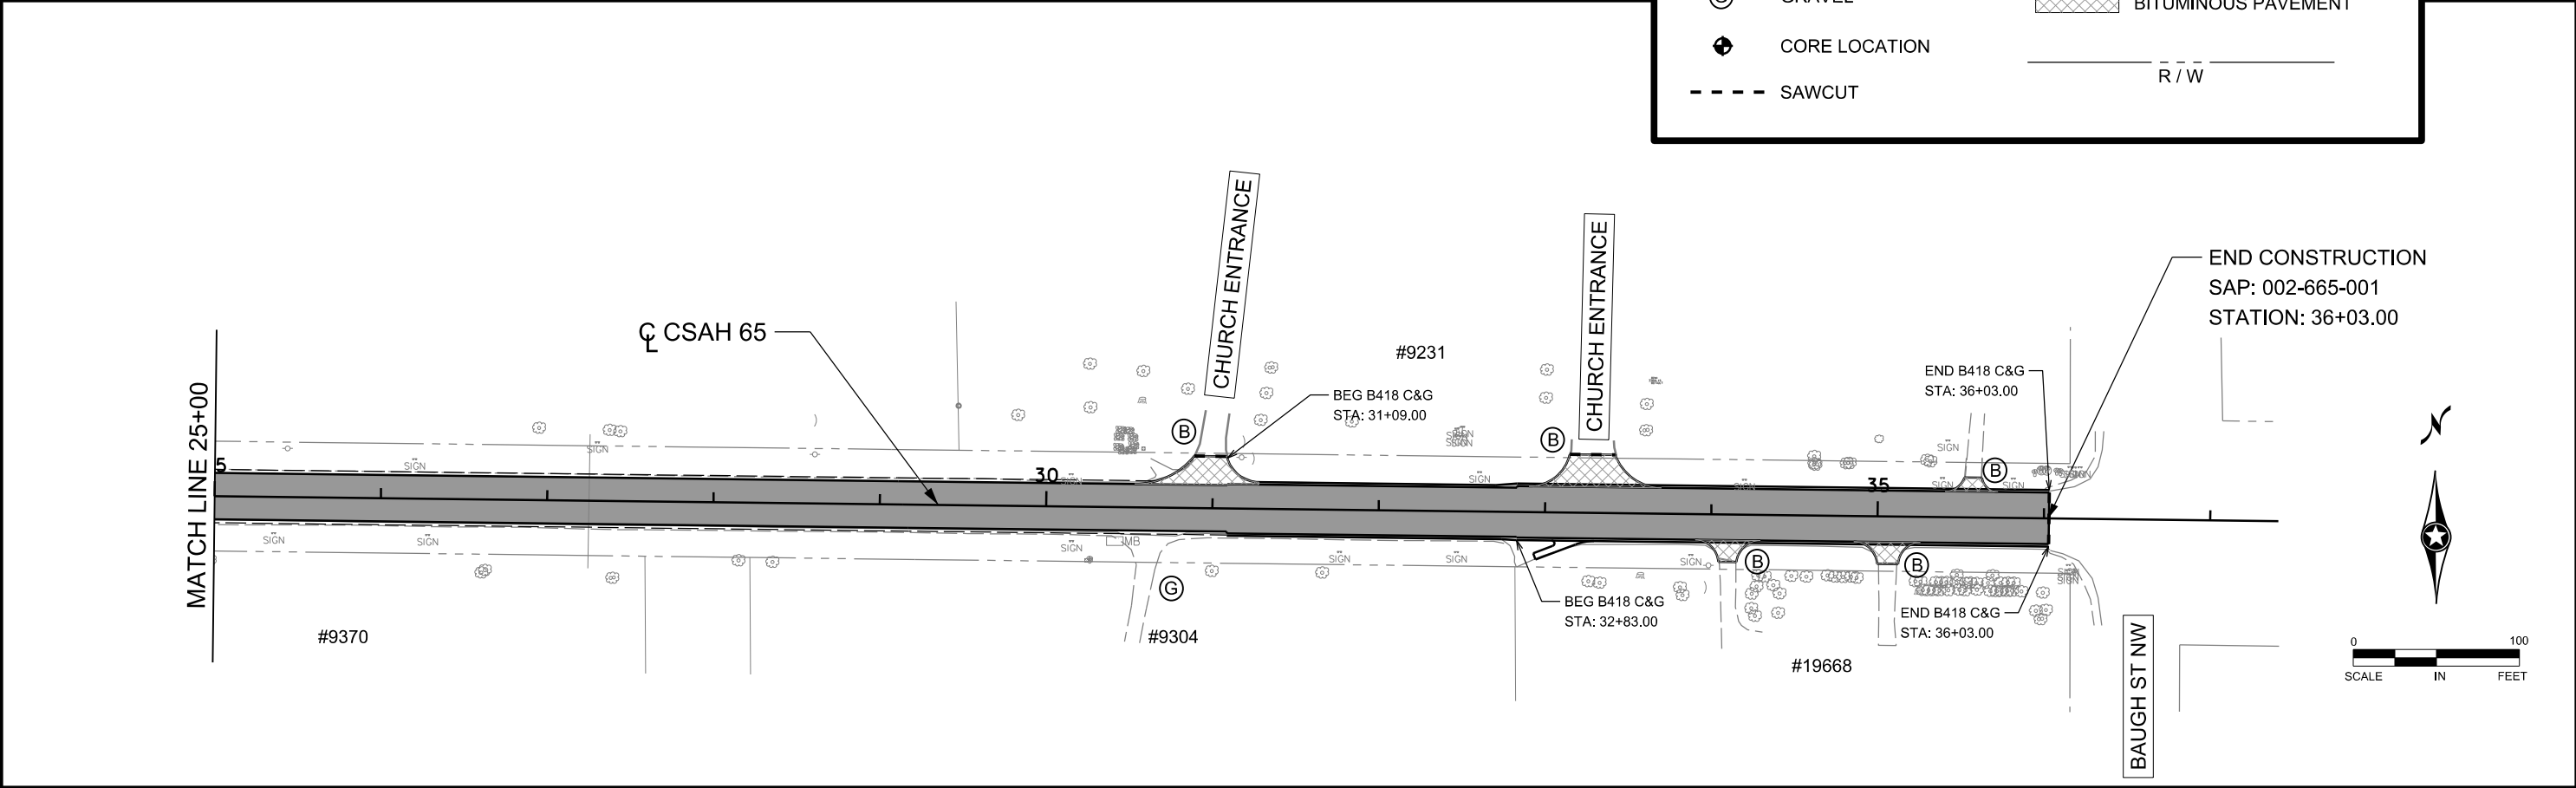 GRAVEL
BITUMINOUS PAVEMENT
CORE LOCATION
R / W
SAWCUT
CHURCH ENTRANCE
CHURCH ENTRANCE
END CONSTRUCTION
SAP: 002-665-001
STATION: 36+03.00
℄ CSAH 65
#9231
BEG B418 C&G
STA: 31+09.00
END B418 C&G
STA: 36+03.00
MATCH LINE 25+00
B
B
B
N
SIGN
SIGN
SIGN
SIGN
SIGN
SIGN
SIGN
SIGN
SIGN
5
30
35
SIGN
SIGN
SIGN
MB
SIGN
SIGN
SIGN
B
B
G
SIGN
SIGN
BEG B418 C&G
STA: 32+83.00
END B418 C&G
STA: 36+03.00
#9370
#9304
#19668
BAUGH ST NW
0 100
SCALE IN FEET